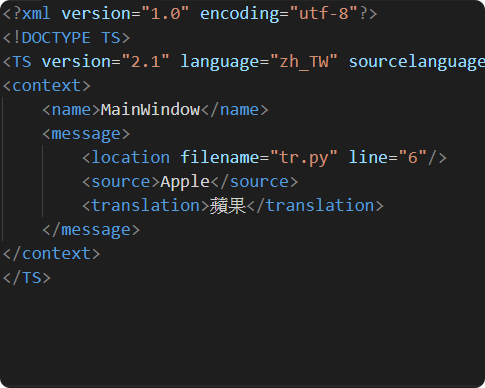 <?xml version="1.0" encoding="utf-8"?>
<!DOCTYPE TS>
<TS version="2.1" language="zh_TW" sourcelanguage
<context>
<name>MainWindow</name>
<message>
<location filename="tr.py" line="6"/>
<source>Apple</source>
<translation>蘋果</translation>
</message>
</context>
</TS>